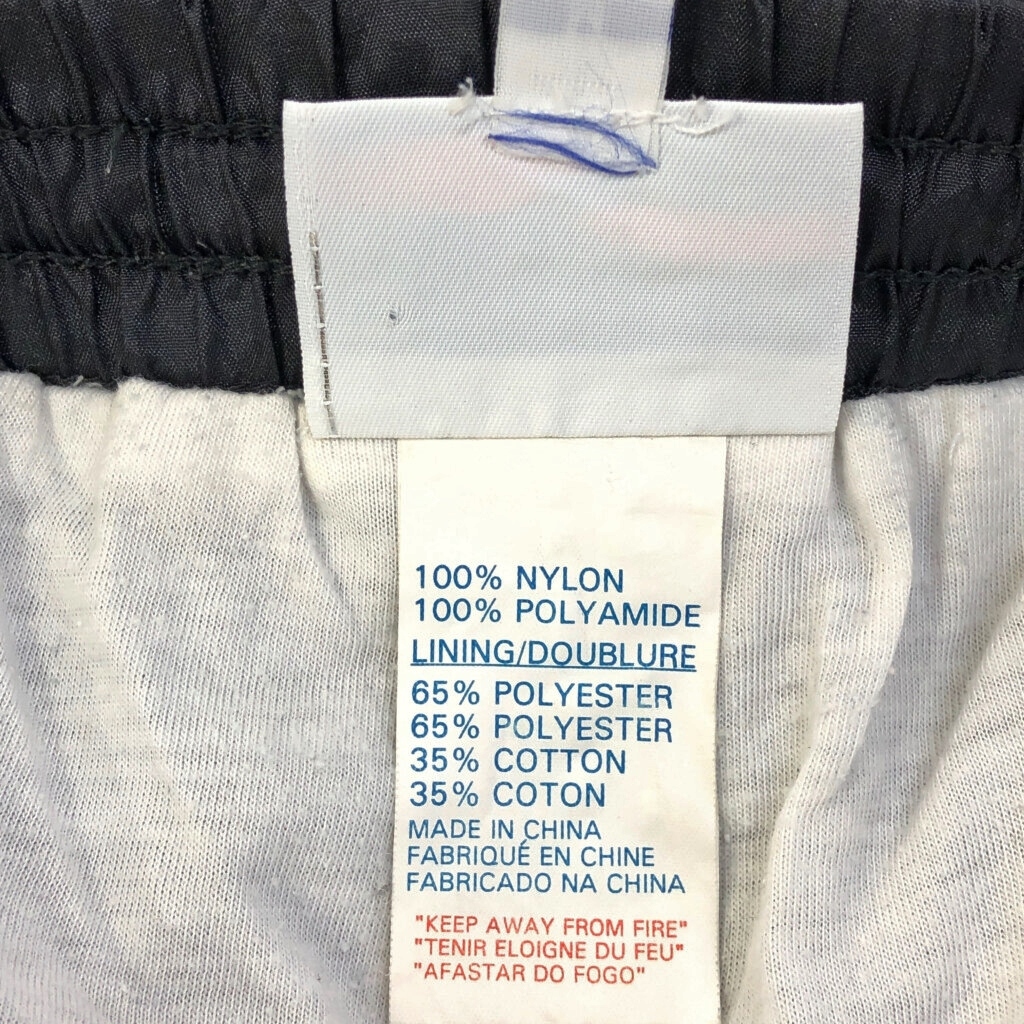 100% NYLON
100% POLYAMIDE
LINING/DOUBLURE
65% POLYESTER
65% POLYESTER
35% COTTON
35% COTON
MADE IN CHINA
FABRIQUÉ EN CHINE
FABRICADO NA CHINA
"KEEP AWAY FROM FIRE"
"TENIR ELOIGNE DU FEU"
"AFASTAR DO FOGO"